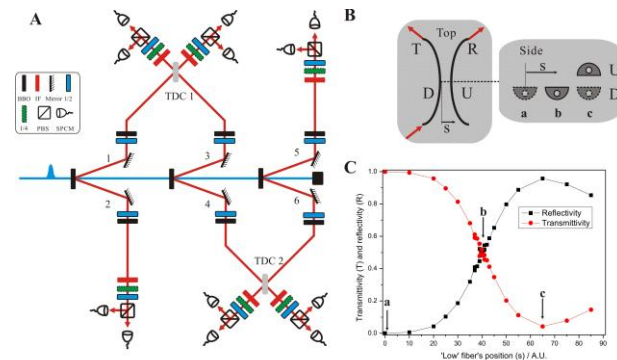 A
BBO IF Mirror 1/2
1/4 PBS SPCM
TDC 1
1
2
3
4
5
6
TDC 2
B
Top
T R
D U
S
Side
S
U
D
a b c
C
Transmittivity (T) and reflectivity (R)
1.0
0.8
0.6
0.4
0.2
0.0
Reflectivity
Transmittivity
a
b
c
0 10 20 30 40 50 60 70 80 90
'Low' fiber's position (s) / A.U.